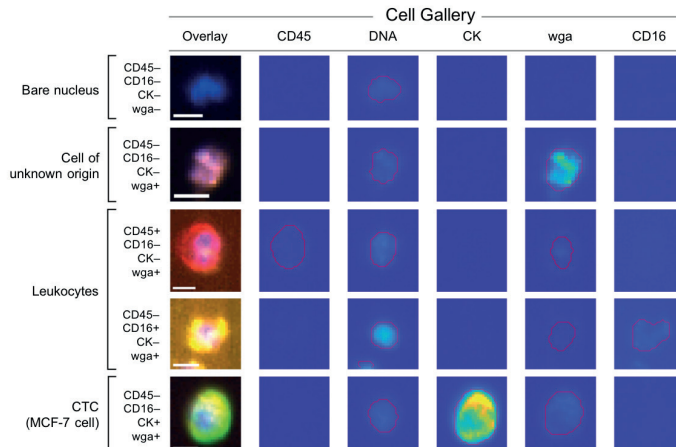 Cell Gallery
Overlay CD45 DNA CK wga CD16
Bare nucleus
CD45–
CD16–
CK–
wga–
Cell of
unknown origin
CD45–
CD16–
CK–
wga+
Leukocytes
CD45+
CD16–
CK–
wga+
CD45–
CD16+
CK–
wga+
CTC
(MCF-7 cell)
CD45–
CD16–
CK+
wga+